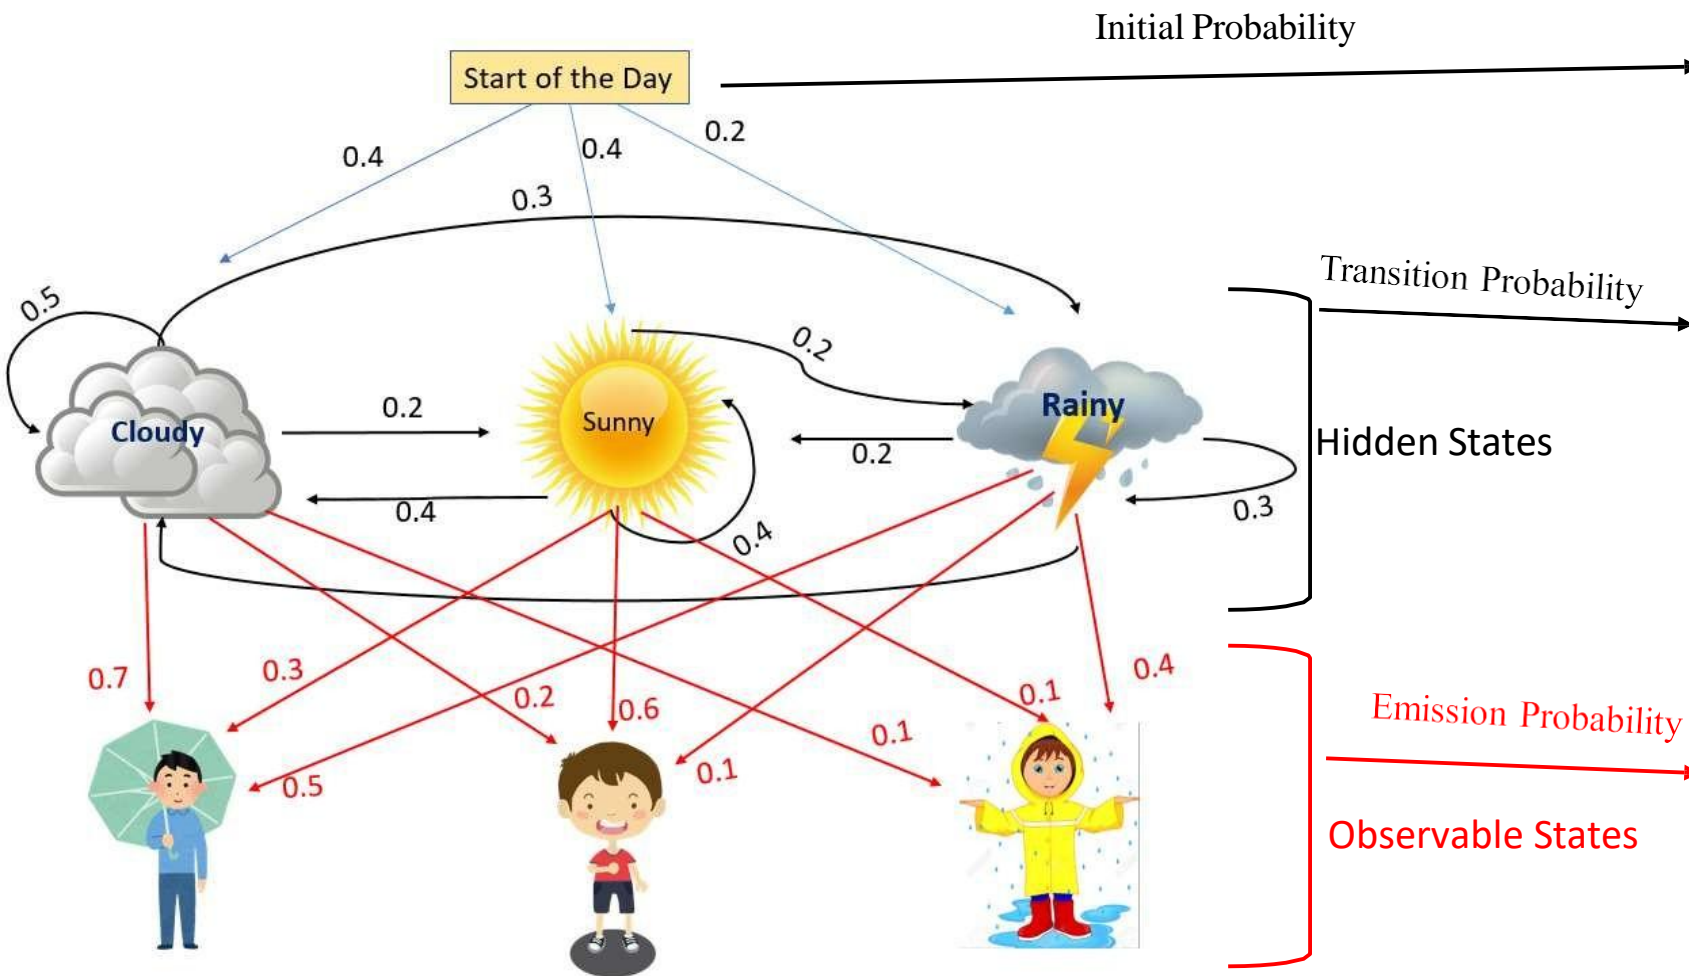 Initial Probability
Start of the Day
0.2
0.4
0.4
0.3
Transition Probability
0.5
0.2
Cloudy
0.2
Sunny
Rainy
0.2
Hidden States
0.4
0.4
0.3
0.7
0.3
0.2
0.6
0.1
0.4
0.1
Emission Probability
0.5
0.1
Observable States